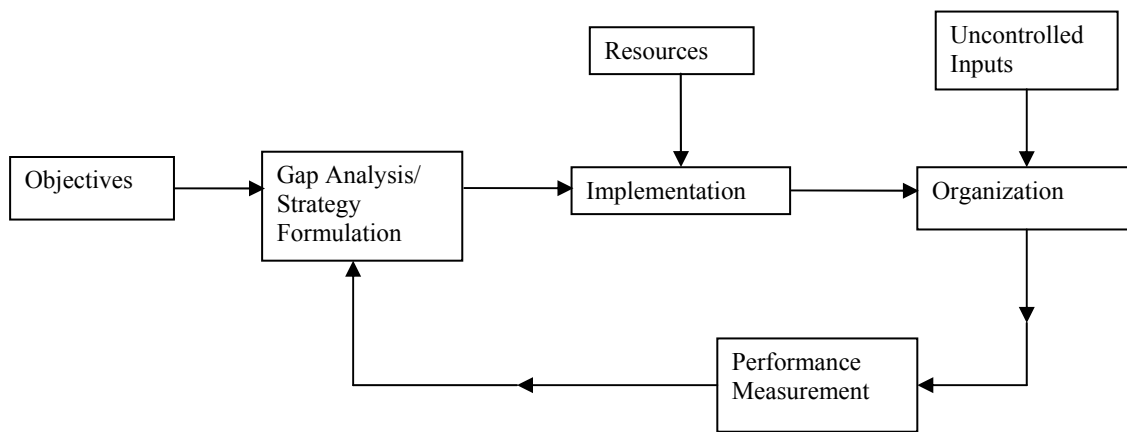 Resources
Uncontrolled
Inputs
Objectives
Gap Analysis/
Strategy
Formulation
Implementation
Organization
Performance
Measurement